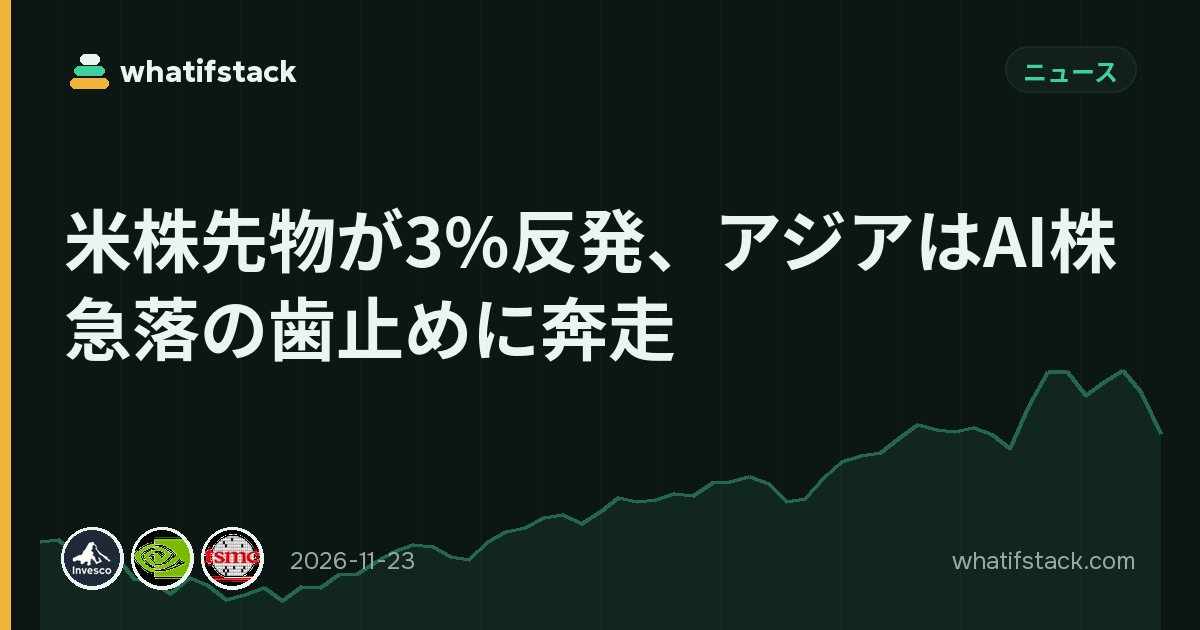 whatifstack
ニュース
米株先物が3%反発、アジアはAI株
急落の歯止めに奔走
Invesco
tsmc
2026-11-23
whatifstack.com